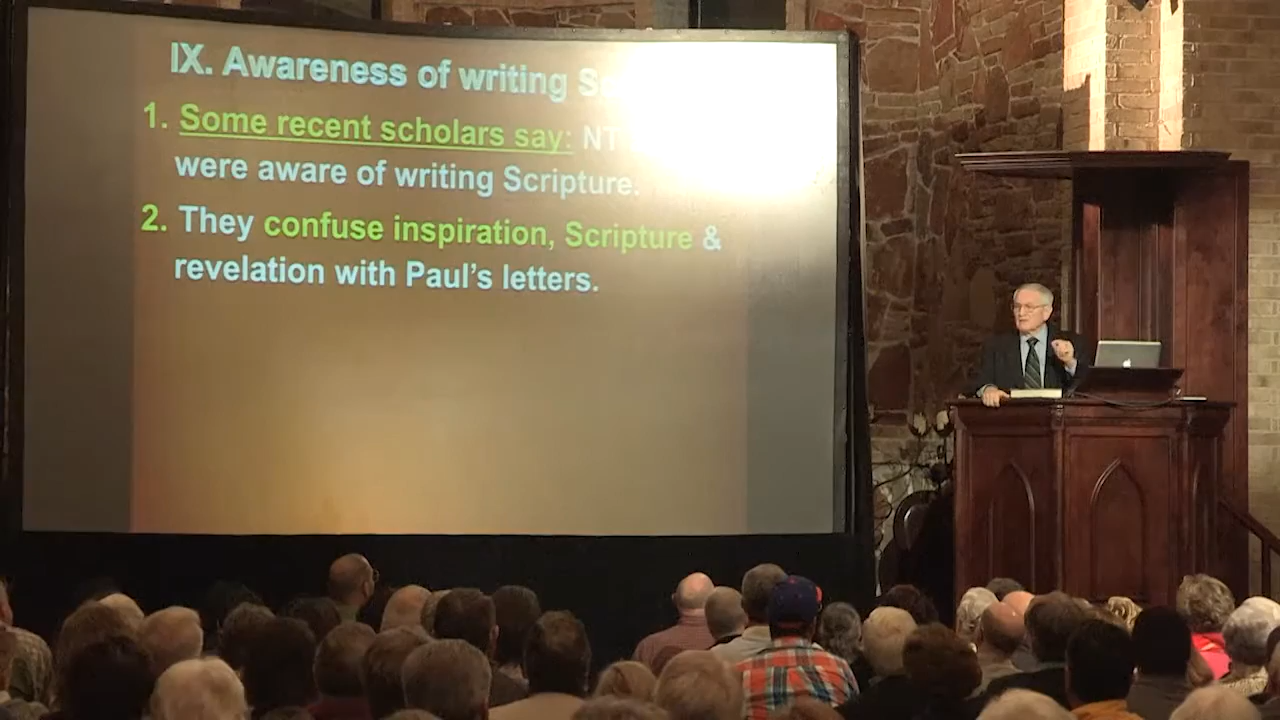 IX. Awareness of writing
1. Some recent scholars say: NT
were aware of writing Scripture.
2. They confuse inspiration, Scripture &
revelation with Paul's letters.